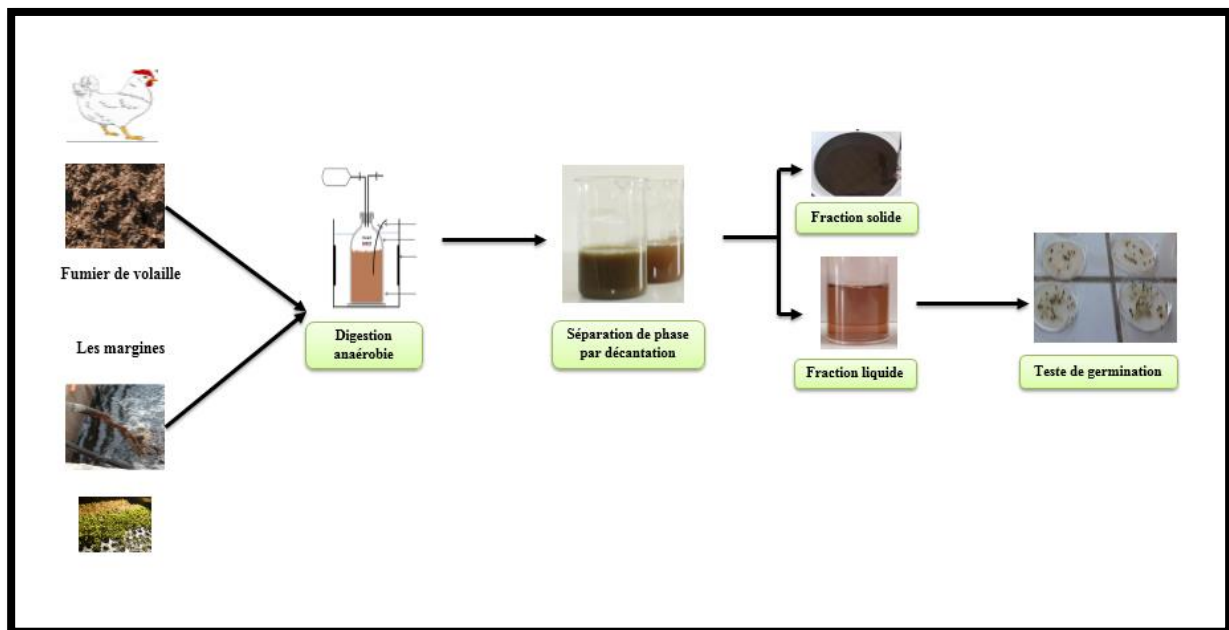 Fumier de volaille
Les margines
Digestion
anaérobie
Séparation de phase
par décantation
Fraction solide
Fraction liquide
Teste de germination